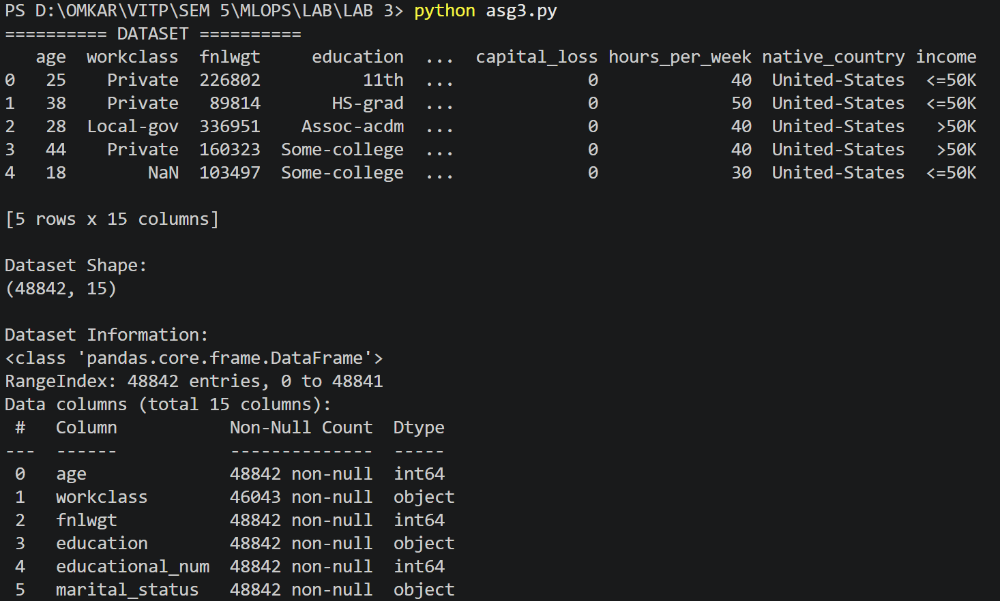 PS D:\OMKAR\VITP\SEM 5\MLOPS\LAB\LAB 3> python asg3.py
========== DATASET ==========
   age  workclass  fnlwgt     education  ...  capital_loss hours_per_week native_country income
0   25    Private  226802          11th  ...             0             40  United-States  <=50K
1   38    Private   89814       HS-grad  ...             0             50  United-States  <=50K
2   28  Local-gov  336951    Assoc-acdm  ...             0             40  United-States   >50K
3   44    Private  160323  Some-college  ...             0             40  United-States   >50K
4   18        NaN  103497  Some-college  ...             0             30  United-States  <=50K

[5 rows x 15 columns]

Dataset Shape:
(48842, 15)

Dataset Information:
<class 'pandas.core.frame.DataFrame'>
RangeIndex: 48842 entries, 0 to 48841
Data columns (total 15 columns):
 #   Column           Non-Null Count  Dtype
---  ------           --------------  -----
 0   age              48842 non-null  int64
 1   workclass        46043 non-null  object
 2   fnlwgt           48842 non-null  int64
 3   education        48842 non-null  object
 4   educational_num  48842 non-null  int64
 5   marital_status   48842 non-null  object